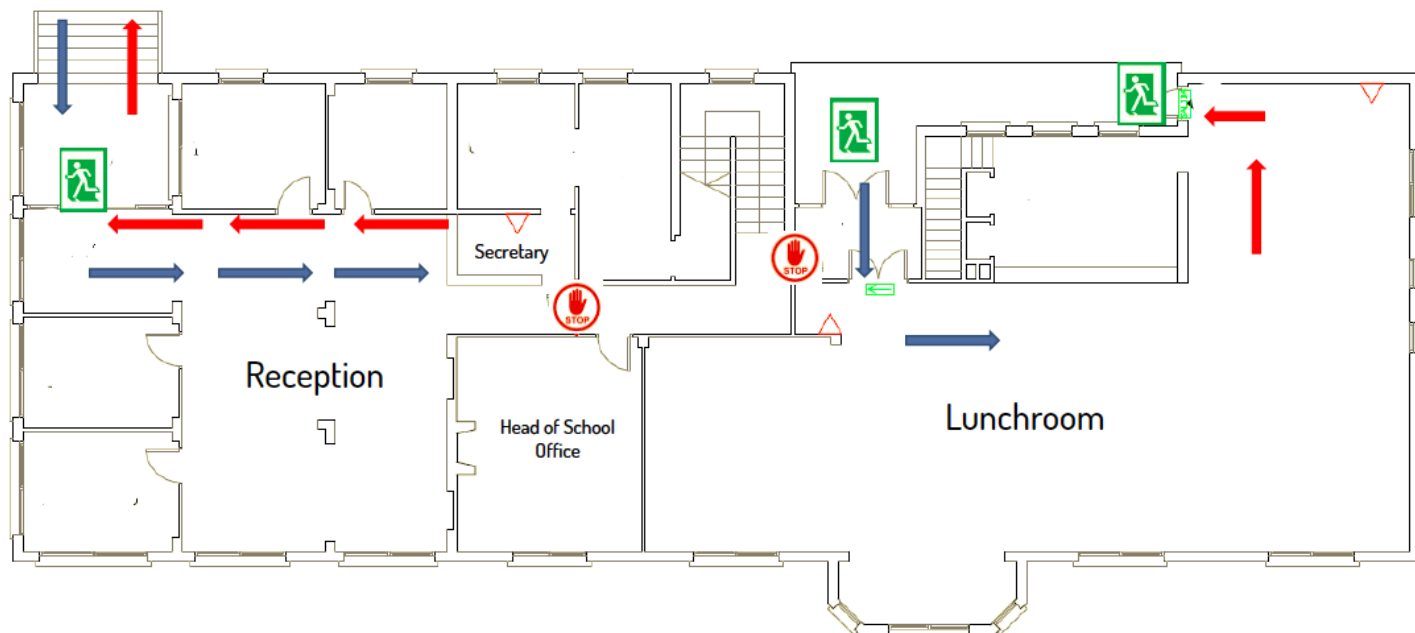 Secretary
STOP
STOP
Reception
Head of School
Office
Lunchroom